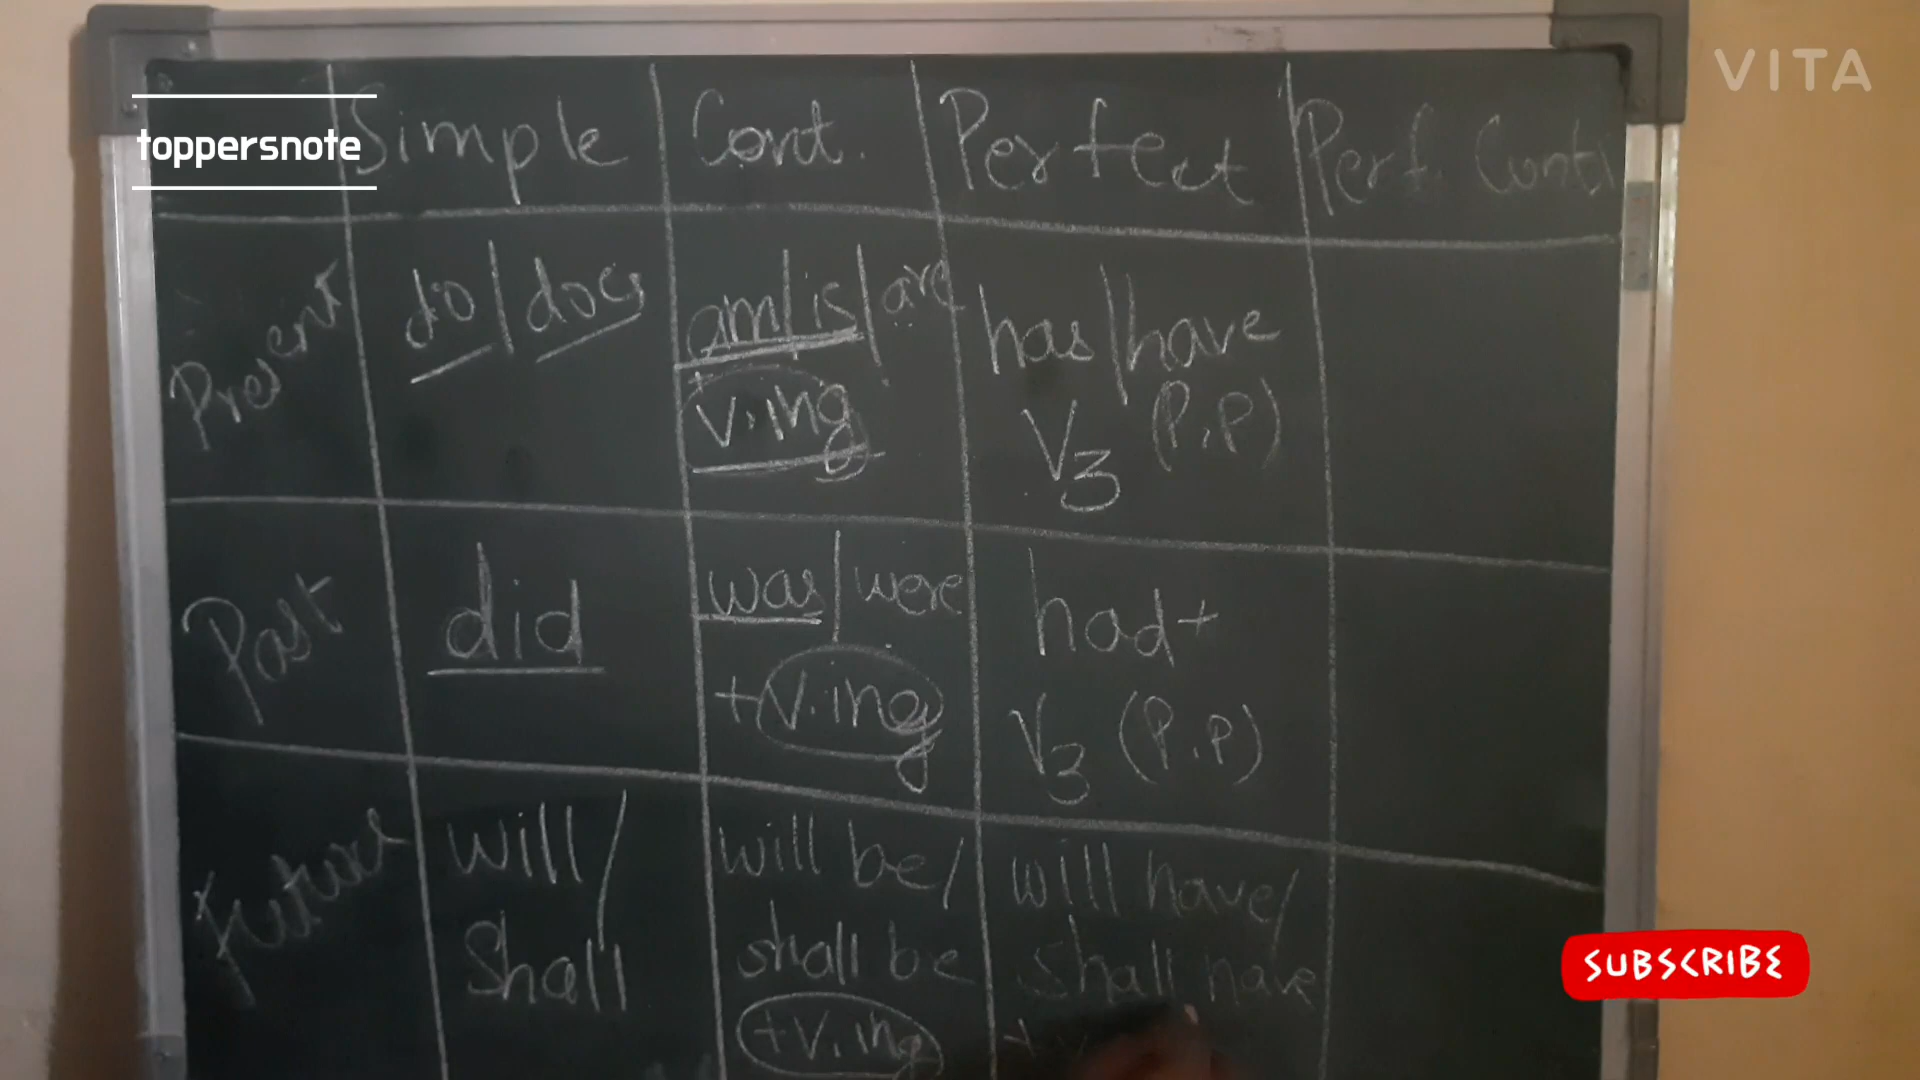 VITA
toppersnote
Simple Cont. Perfect Perf. Conti
Present
do/does
am/is/are
+
V.ing
has/have
V3 (P.P)
Past
did
was/were
+V.ing
had+
V3 (P.P)
Future
will/
Shall
will be/
shall be
+V.ing
will have/
Shall have
+V
SUBSCRIBE